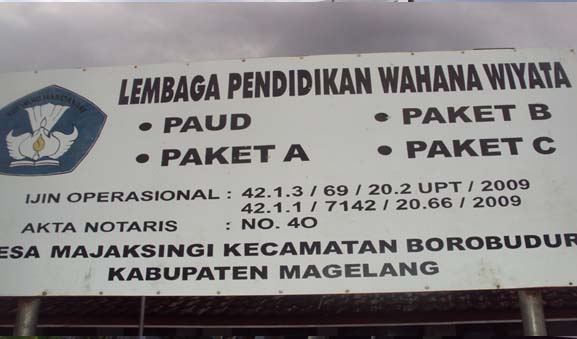 LEMBAGA PENDIDIKAN WAHANA WIYATA
• PAUD • PAKET B
• PAKET A • PAKET C
IJIN OPERASIONAL : 42.1.3 / 69 / 20.2 UPT / 2009
42.1.1 / 7142 / 20.66 / 2009
AKTA NOTARIS : NO. 40
ESA MAJAKSINGI KECAMATAN BOROBUDUR
KABUPATEN MAGELANG